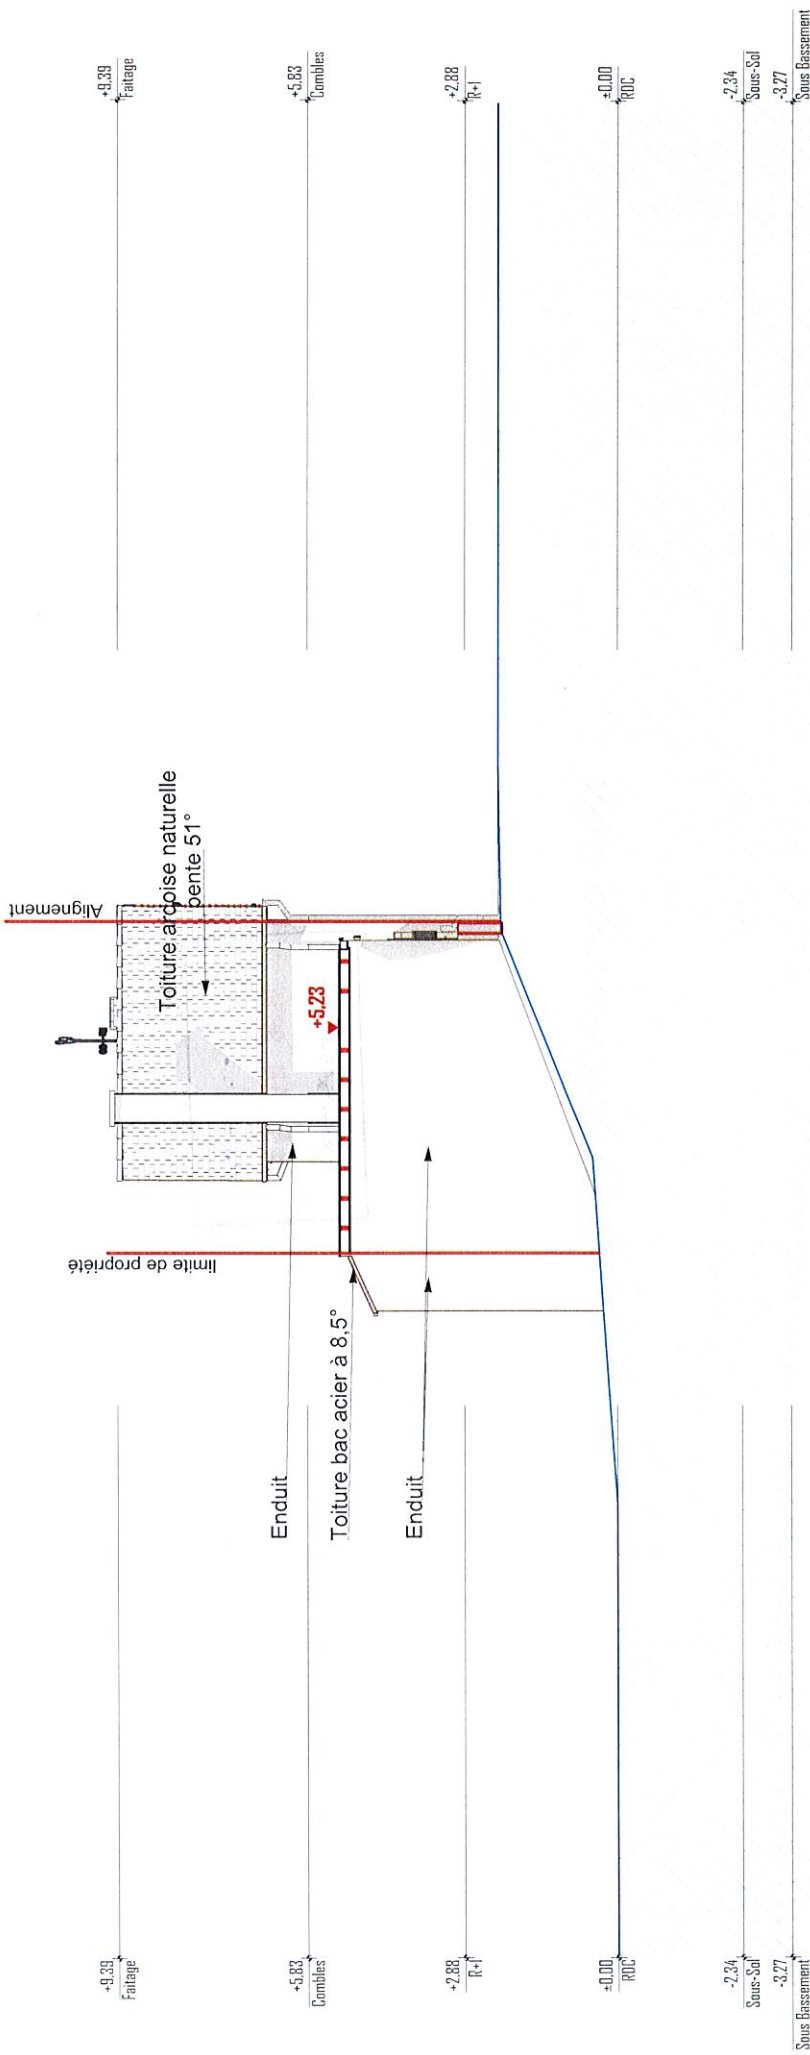 +9.39
Faitage
+5.83
Combles
+2.88
R+1
±0.00
RDC
-2.34
Sous-Sol
-3.27
Sous Bassement
Enduit
Toiture bac acier à 8,5°
Enduit
limite de propriété
+5,23
Toiture ardoise naturelle
pente 51°
Alignement
+9.39
Faitage
+5.83
Combles
+2.88
R+1
±0.00
RDC
-2.34
Sous-Sol
-3.27
Sous Bassement